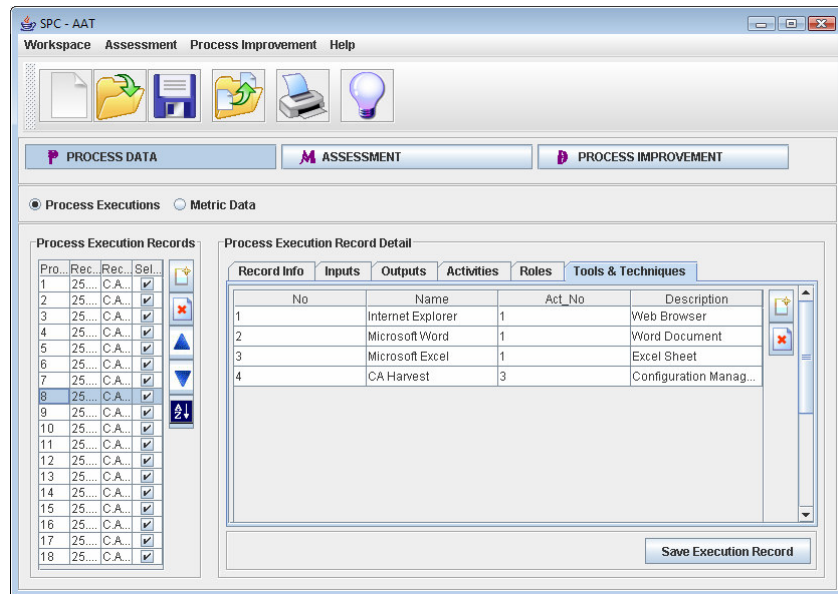 SPC - AAT
Workspace Assessment Process Improvement Help
P PROCESS DATA M ASSESSMENT D PROCESS IMPROVEMENT
Process Executions Metric Data
Process Execution Records Process Execution Record Detail
Record Info Inputs Outputs Activities Roles Tools & Techniques
Pro... Rec... Rec... Sel...
No Name Act_No Description
1 25.... C.A...
2 25.... C.A...
3 25.... C.A...
4 25.... C.A...
5 25.... C.A...
6 25.... C.A...
7 25.... C.A...
8 25.... C.A...
9 25.... C.A...
10 25.... C.A...
11 25.... C.A...
12 25.... C.A...
13 25.... C.A...
14 25.... C.A...
15 25.... C.A...
16 25.... C.A...
17 25.... C.A...
18 25.... C.A...
A Z
1 Internet Explorer 1 Web Browser
2 Microsoft Word 1 Word Document
3 Microsoft Excel 1 Excel Sheet
4 CA Harvest 3 Configuration Manag...
Save Execution Record